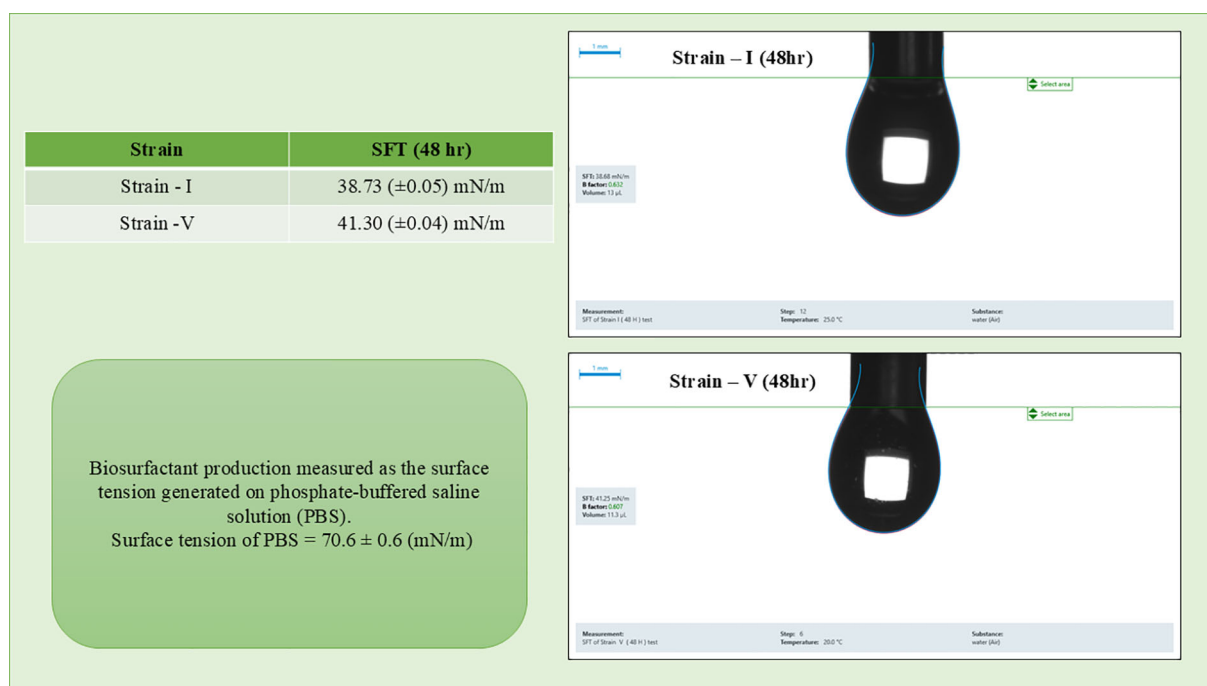 Strain SFT (48 hr)
Strain - I 38.73 (±0.05) mN/m
Strain -V 41.30 (±0.04) mN/m
Biosurfactant production measured as the surface
tension generated on phosphate-buffered saline
solution (PBS).
Surface tension of PBS = 70.6 ± 0.6 (mN/m)
1 mm
Strain – I (48hr)
Select area
SFT: 38.68 mN/m
B factor: 0.632
Volume: 13 µL
Measurement: Step: 12 Substance:
SFT of Strain I ( 48 H ) test Temperature: 25.0 °C water (Air)
1 mm
Strain – V (48hr)
Select area
SFT: 41.25 mN/m
B factor: 0.607
Volume: 11.3 µL
Measurement: Step: 6 Substance:
SFT of Strain V ( 48 H ) test Temperature: 20.0 °C water (Air)